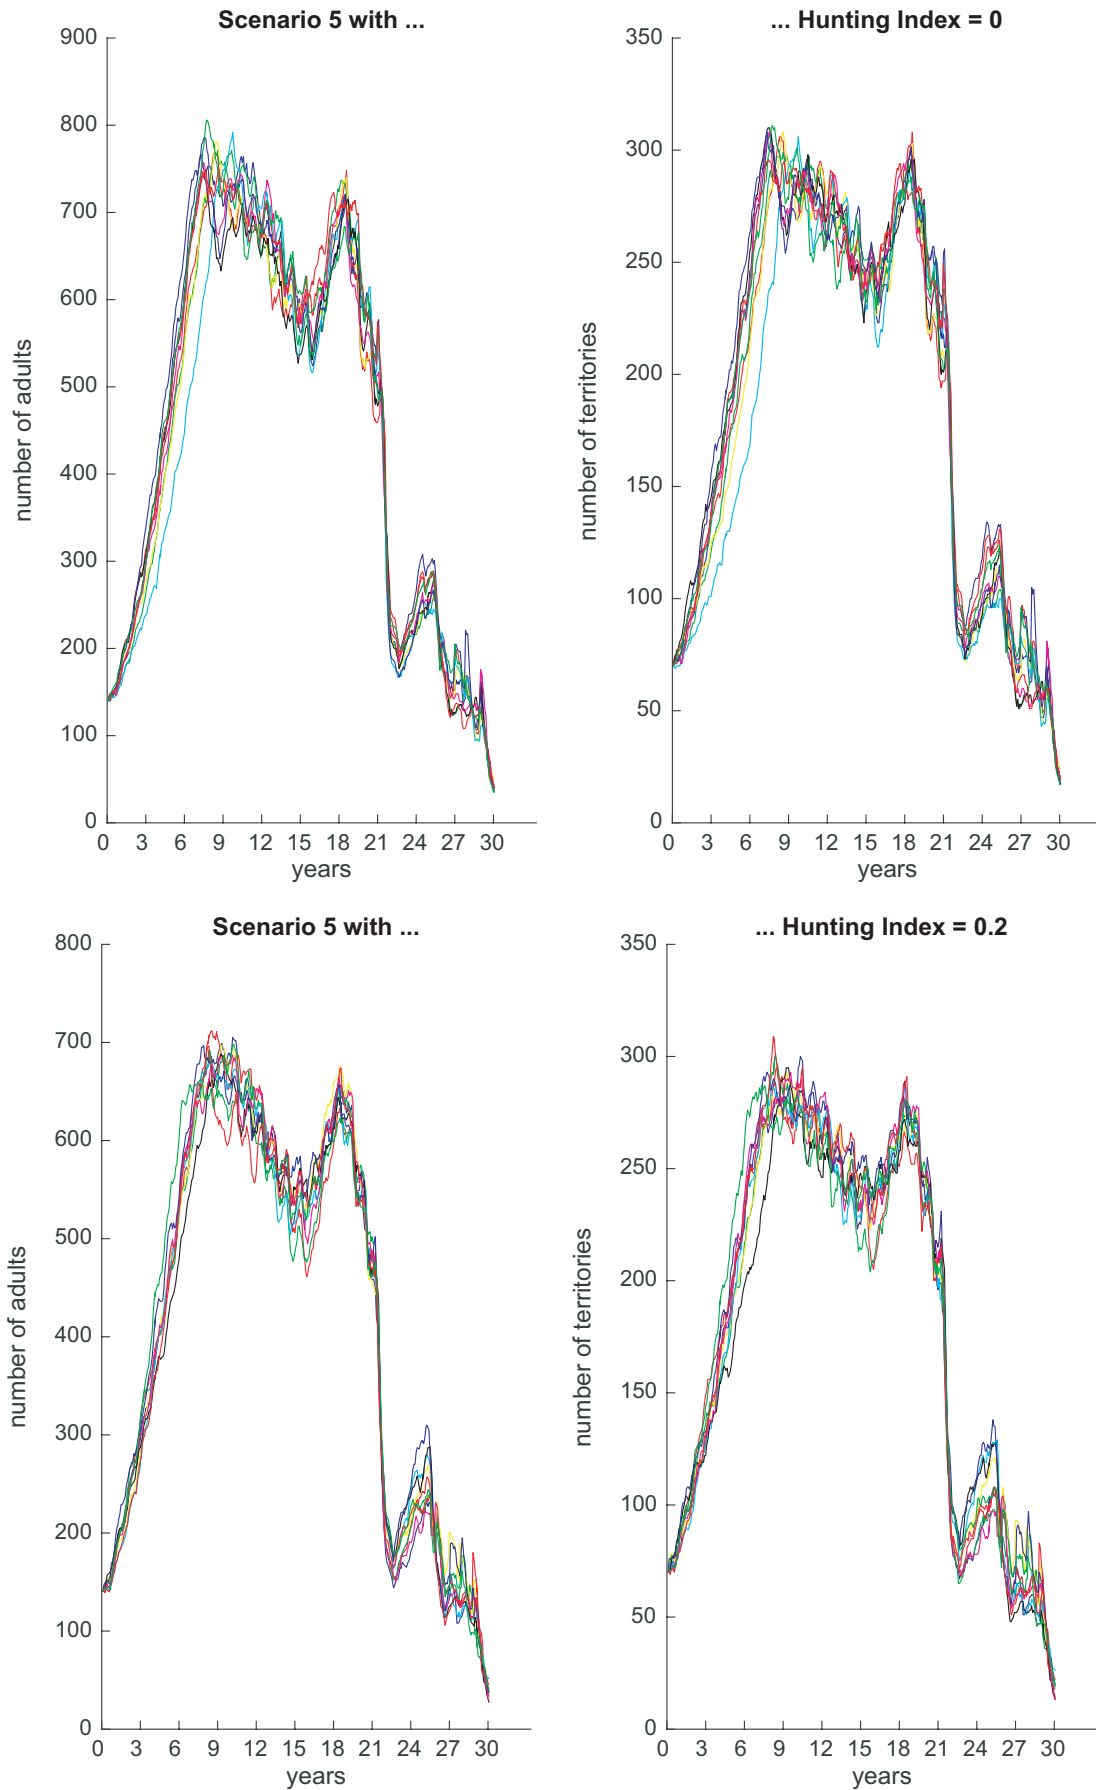 Scenario 5 with ...
... Hunting Index = 0
900
800
700
600
500
400
300
200
100
0
number of adults
0 3 6 9 12 15 18 21 24 27 30
years
350
300
250
200
150
100
50
0
number of territories
0 3 6 9 12 15 18 21 24 27 30
years
Scenario 5 with ...
... Hunting Index = 0.2
800
700
600
500
400
300
200
100
0
number of adults
0 3 6 9 12 15 18 21 24 27 30
years
350
300
250
200
150
100
50
0
number of territories
0 3 6 9 12 15 18 21 24 27 30
years